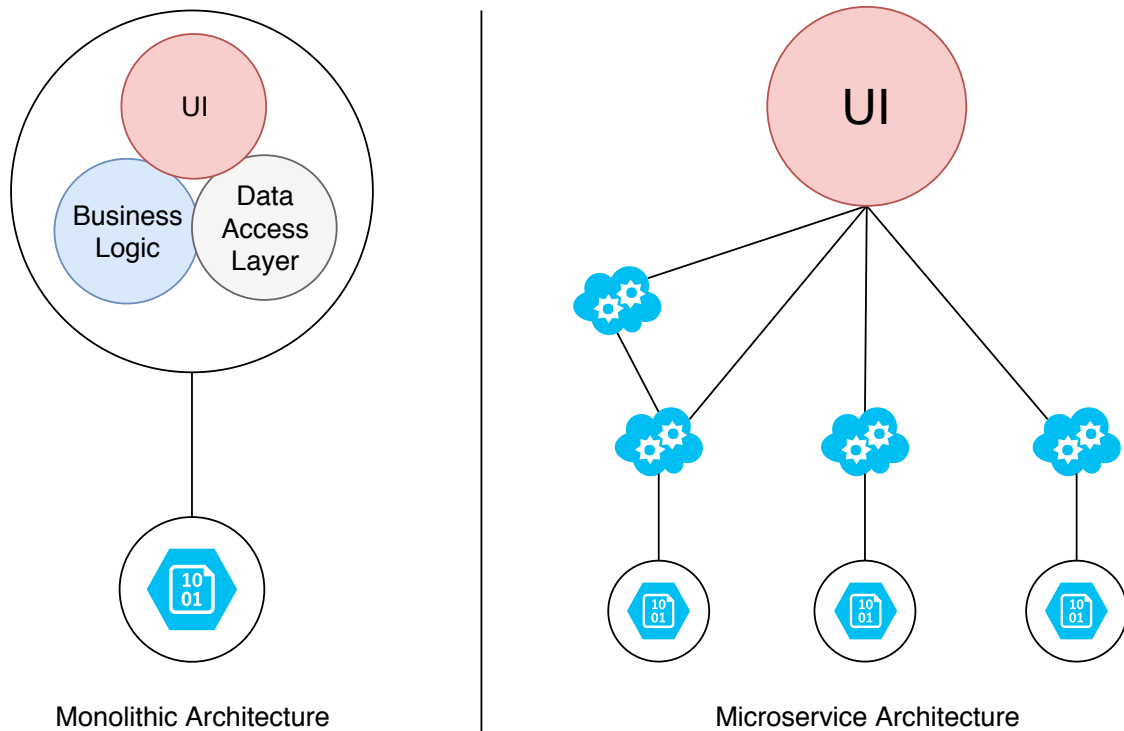 UI
Business
Logic
Data
Access
Layer
10
01
Monolithic Architecture
UI
10
01
10
01
10
01
Microservice Architecture